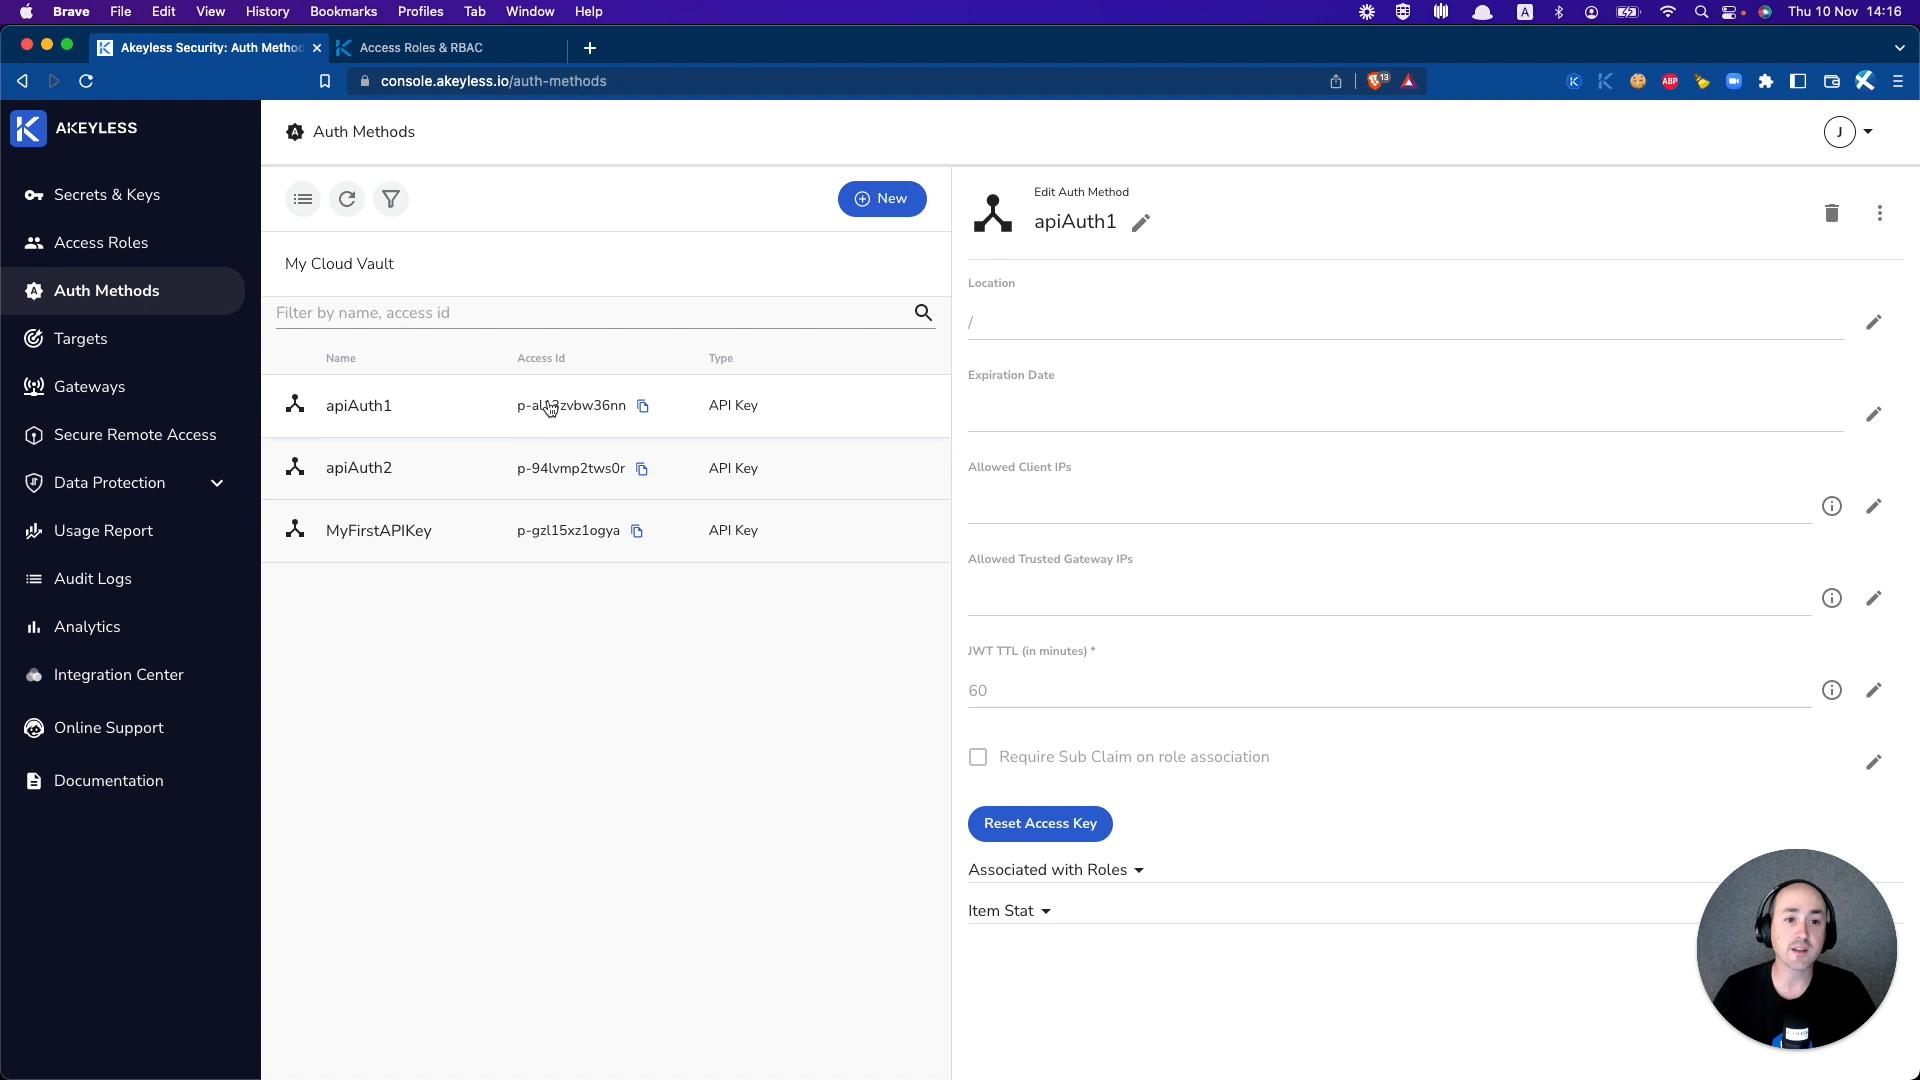 Brave File Edit View History Bookmarks Profiles Tab Window Help
A
Thu 10 Nov 14:16
Akeyless Security: Auth Method
Access Roles & RBAC
console.akeyless.io/auth-methods
13
ABP
AKEYLESS
Auth Methods
J
Secrets & Keys
Access Roles
Auth Methods
Targets
Gateways
Secure Remote Access
Data Protection
Usage Report
Audit Logs
Analytics
Integration Center
Online Support
Documentation
New
My Cloud Vault
Filter by name, access id
Name Access Id Type
apiAuth1 API Key
apiAuth2 p-94lvmp2tws0r API Key
MyFirstAPIKey p-gzl15xz1ogya API Key
Edit Auth Method
apiAuth1
Location
/
Expiration Date
Allowed Client IPs
Allowed Trusted Gateway IPs
JWT TTL (in minutes) *
60
Require Sub Claim on role association
Reset Access Key
Associated with Roles
Item Stat